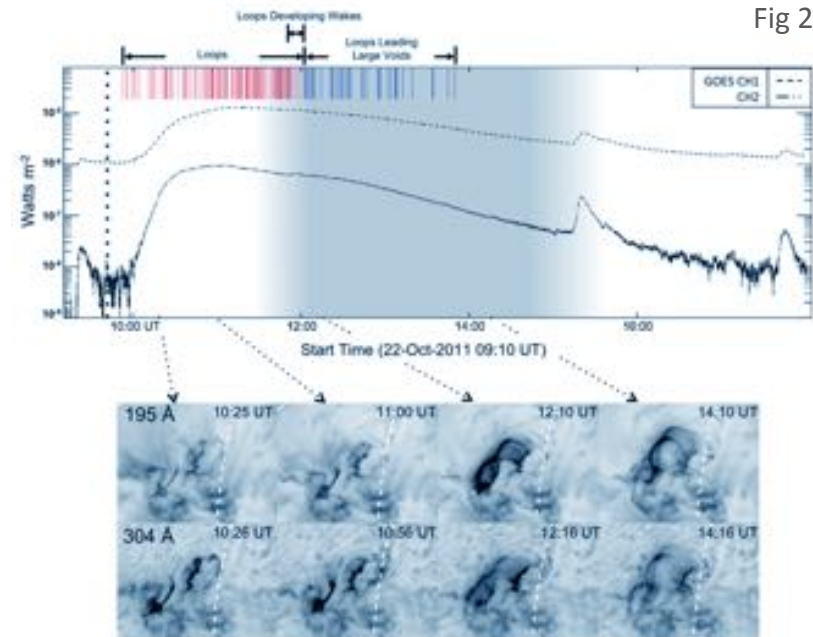 Fig 2
Loops Developing Wakes
Loops
Loops Leading
Large Voids
GOES CH1
CH2
Watts m-2
10:00 UT
12:00
14:00
16:00
Start Time (22-Oct-2011 09:10 UT)
195 Å
10:25 UT
11:00 UT
12:10 UT
14:10 UT
304 Å
10:26 UT
10:56 UT
12:16 UT
14:16 UT